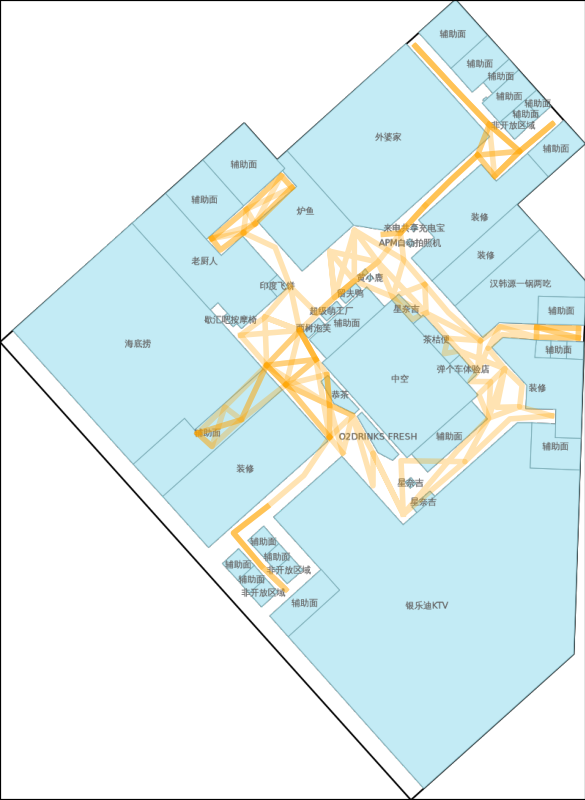 辅助面
辅助面
辅助面
辅助面
辅助面
辅助面
非开放区域
外婆家
辅助面
辅助面
辅助面
炉鱼
装修
来电共享充电宝
APM自动拍照机
装修
老厨人
黄小鹿
印度飞饼
汉韩源一锅两吃
星奈吉
超级萌工厂
辅助面
辅助面
歇汇吧按摩椅
西树泡芙
海底捞
茶桔便
辅助面
弹个车体验店
中空
装修
恭茶
辅助面
O2DRINKS FRESH
辅助面
辅助面
装修
星奈吉
星奈吉
辅助面
辅助面
辅助面
非开放区域
辅助面
非开放区域
辅助面
银乐迪KTV